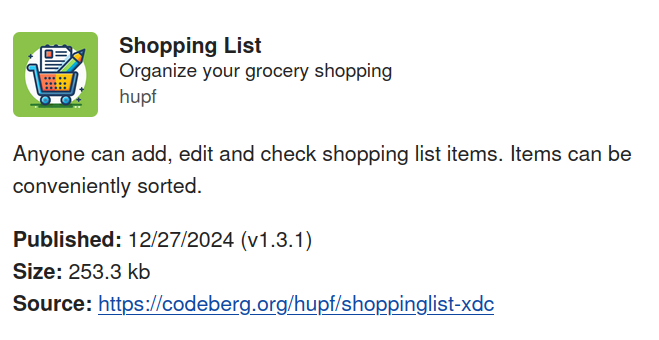 Shopping List
Organize your grocery shopping
hupf
Anyone can add, edit and check shopping list items. Items can be
conveniently sorted.
Published: 12/27/2024 (v1.3.1)
Size: 253.3 kb
Source: https://codeberg.org/hupf/shoppinglist-xdc